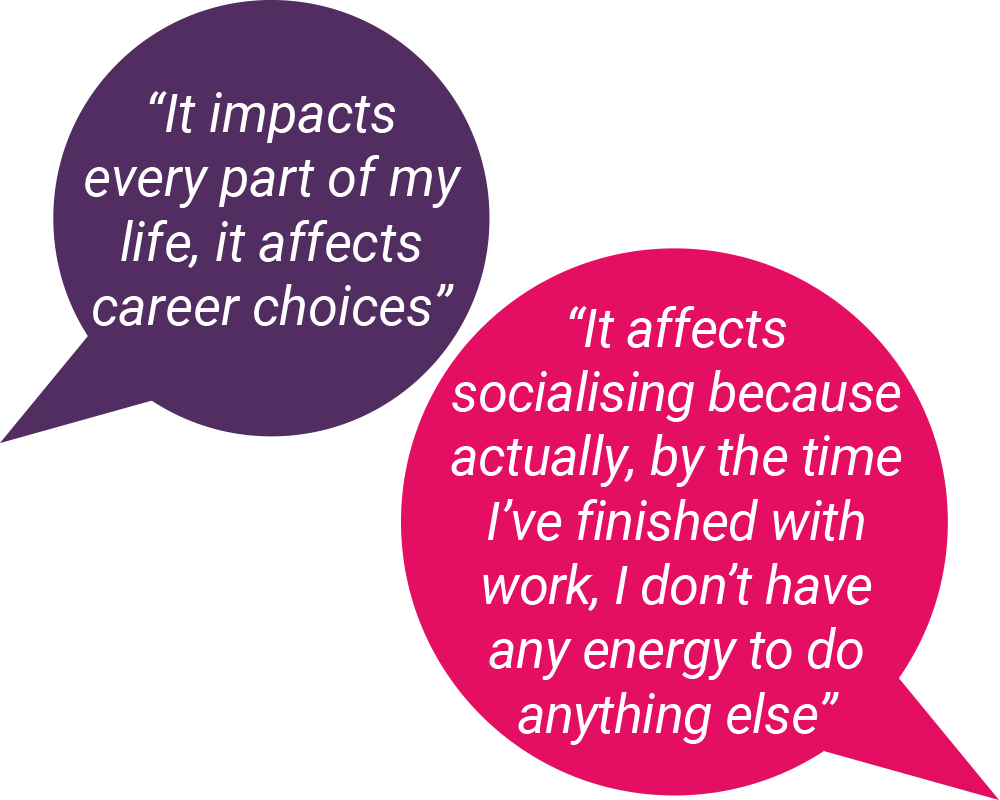 “It impacts
every part of my
life, it affects
career choices”
“It affects
socialising because
actually, by the time
I’ve finished with
work, I don’t have
any energy to do
anything else”